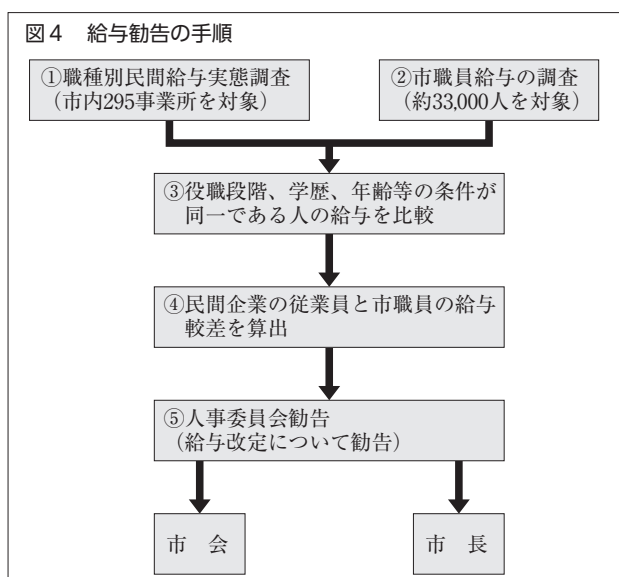 図4　給与勧告の手順
①職種別民間給与実態調査
（市内295事業所を対象）
②市職員給与の調査
（約33,000人を対象）
③役職段階、学歴、年齢等の条件が
同一である人の給与を比較
④民間企業の従業員と市職員の給与
較差を算出
⑤人事委員会勧告
（給与改定について勧告）
市　会
市　長